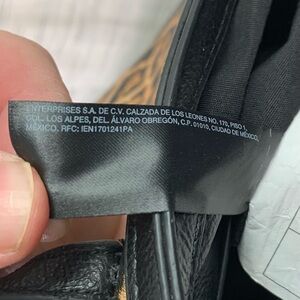 ENTERPRISES S.A. DE C.V. CALZADA DE LOS LEONES NO. 170, PISO 1,
COL. LOS ALPES, DEL. ÁLVARO OBREGÓN, C.P. 01010, CIUDAD DE MÉXICO,
MÉXICO. RFC: IEN1701241PA